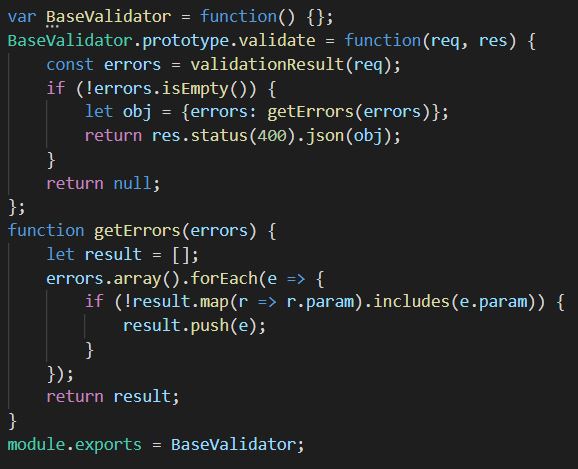 var BaseValidator = function() {};
BaseValidator.prototype.validate = function(req, res) {
    const errors = validationResult(req);
    if (!errors.isEmpty()) {
        let obj = {errors: getErrors(errors)};
        return res.status(400).json(obj);
    }
    return null;
};
function getErrors(errors) {
    let result = [];
    errors.array().forEach(e => {
        if (!result.map(r => r.param).includes(e.param)) {
            result.push(e);
        }
    });
    return result;
}
module.exports = BaseValidator;